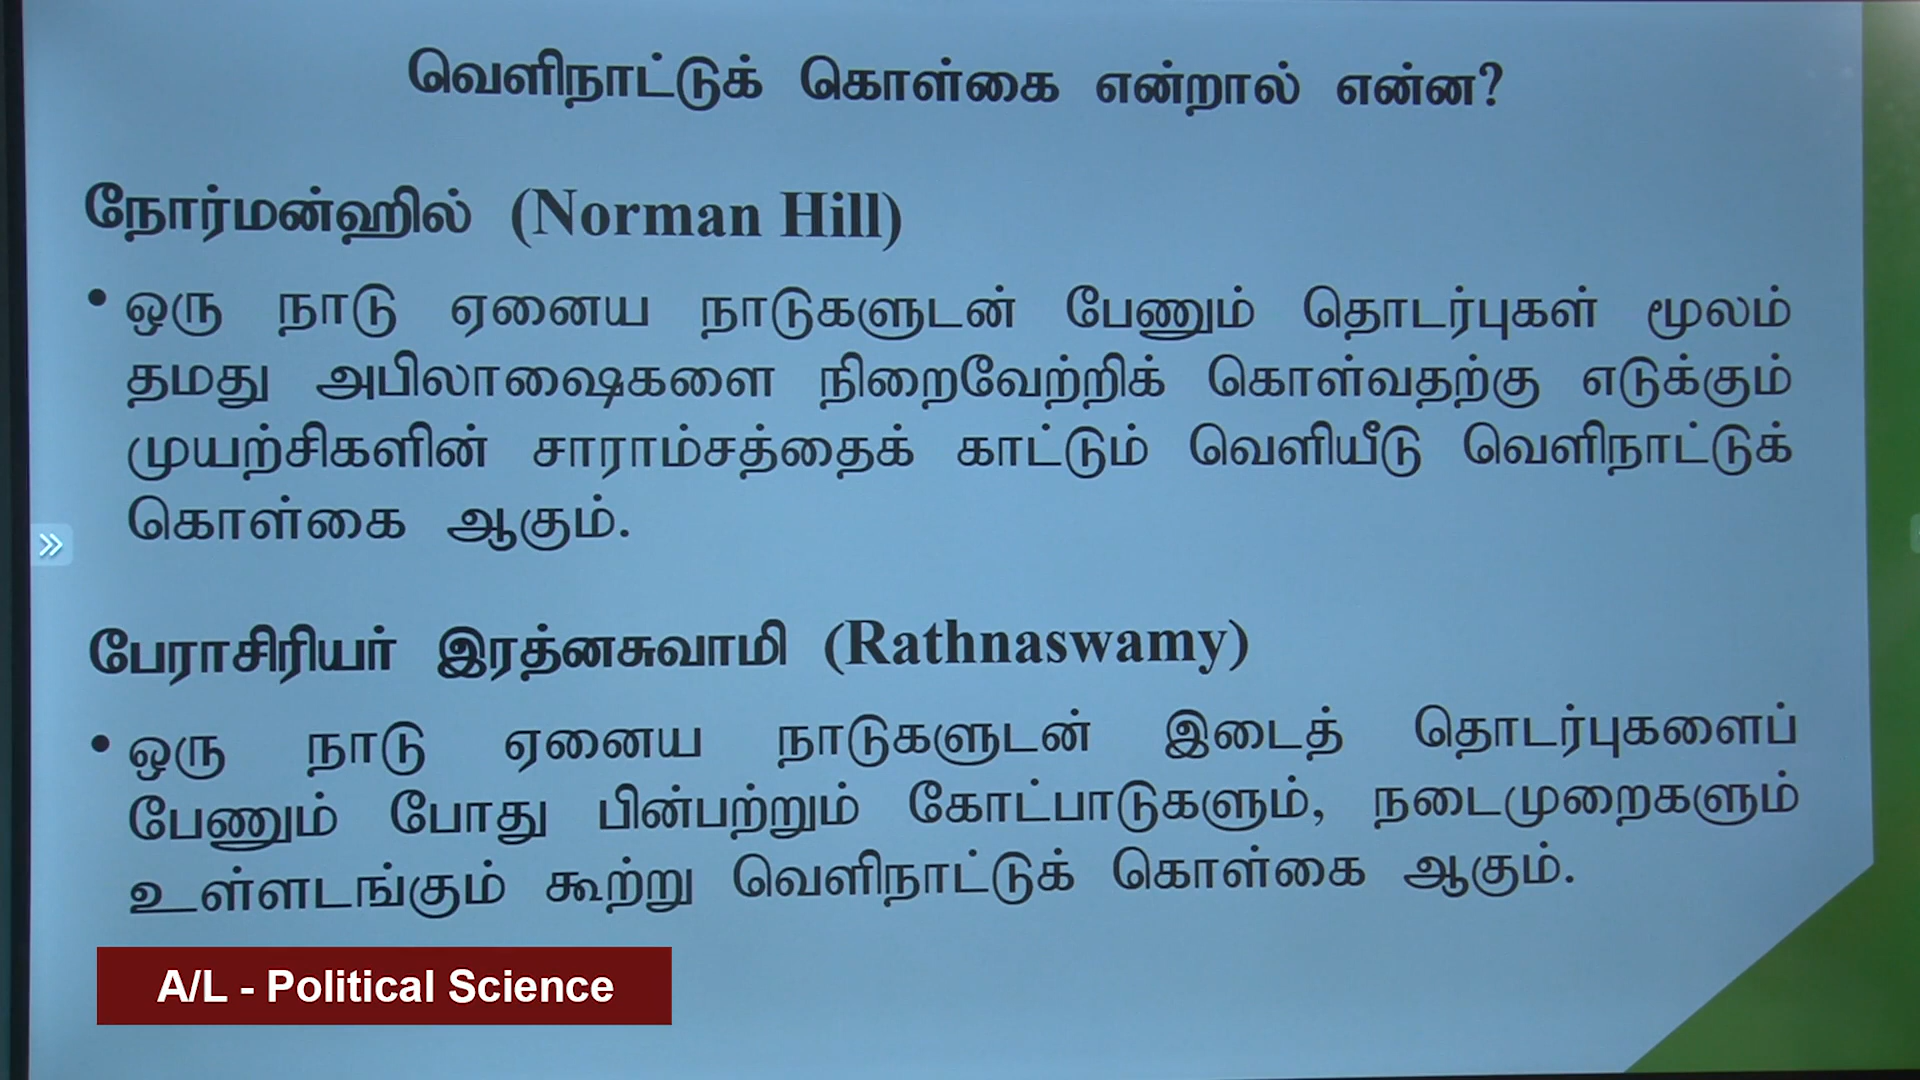 வெளிநாட்டுக் கொள்கை என்றால் என்ன?
நோர்மன்ஹில் (Norman Hill)
• ஒரு நாடு ஏனைய நாடுகளுடன் பேணும் தொடர்புகள் மூலம்
தமது அபிலாஷைகளை நிறைவேற்றிக் கொள்வதற்கு எடுக்கும்
முயற்சிகளின் சாராம்சத்தைக் காட்டும் வெளியீடு வெளிநாட்டுக்
கொள்கை ஆகும்.
பேராசிரியர் இரத்னசுவாமி (Rathnaswamy)
• ஒரு நாடு ஏனைய நாடுகளுடன் இடைத் தொடர்புகளைப்
பேணும் போது பின்பற்றும் கோட்பாடுகளும், நடைமுறைகளும்
உள்ளடங்கும் கூற்று வெளிநாட்டுக் கொள்கை ஆகும்.
A/L - Political Science